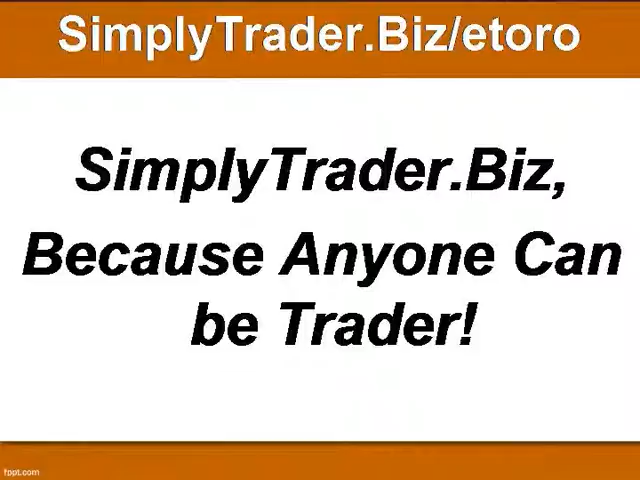 SimplyTrader.Biz/etoro
SimplyTrader.Biz,
Because Anyone Can
be Trader!
fppt.com